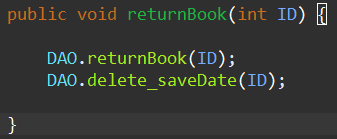 public void returnBook(int ID) {
DAO.returnBook(ID);
DAO.delete_saveDate(ID);
}